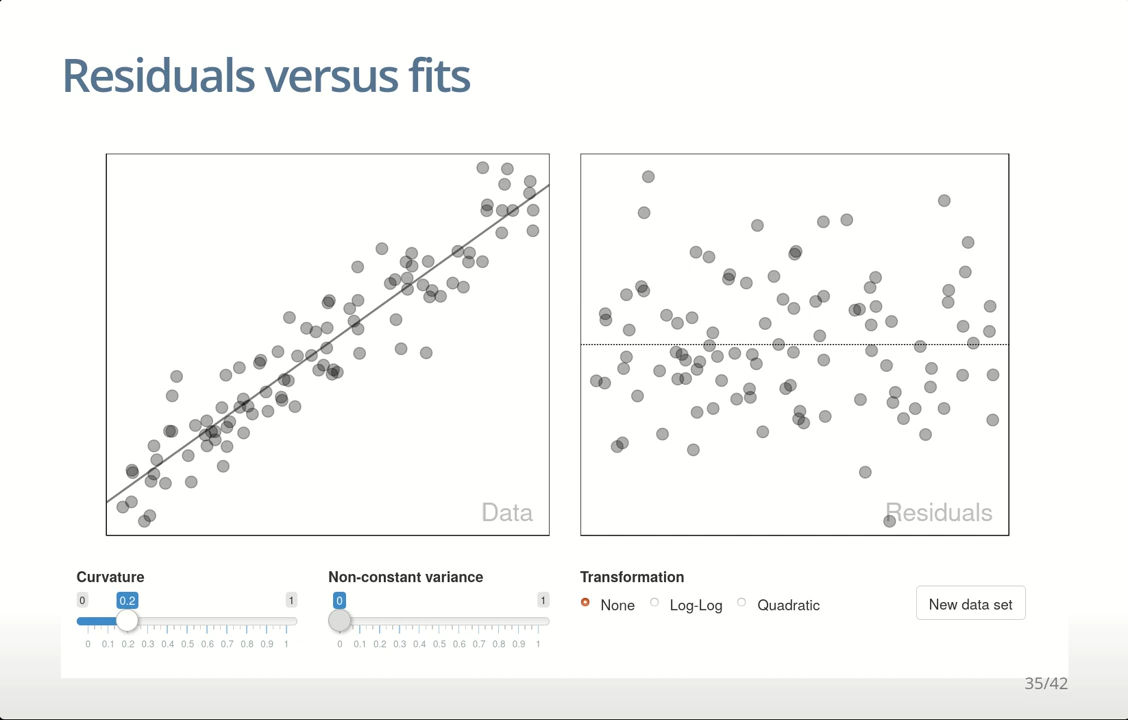 Residuals versus fits
Data
Residuals
Curvature
Non-constant variance
Transformation
0 0.2 1
0 1
None Log-Log Quadratic
New data set
0 0.1 0.2 0.3 0.4 0.5 0.6 0.7 0.8 0.9 1
0 0.1 0.2 0.3 0.4 0.5 0.6 0.7 0.8 0.9 1
35/42